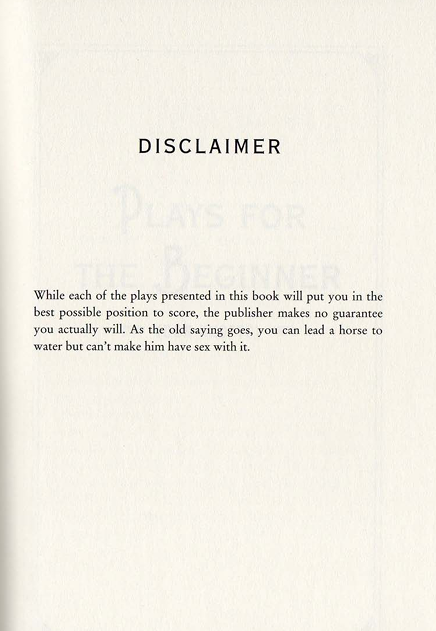 DISCLAIMER
PLAYS FOR
THE BEGINNER
While each of the plays presented in this book will put you in the
best possible position to score, the publisher makes no guarantee
you actually will. As the old saying goes, you can lead a horse to
water but can't make him have sex with it.